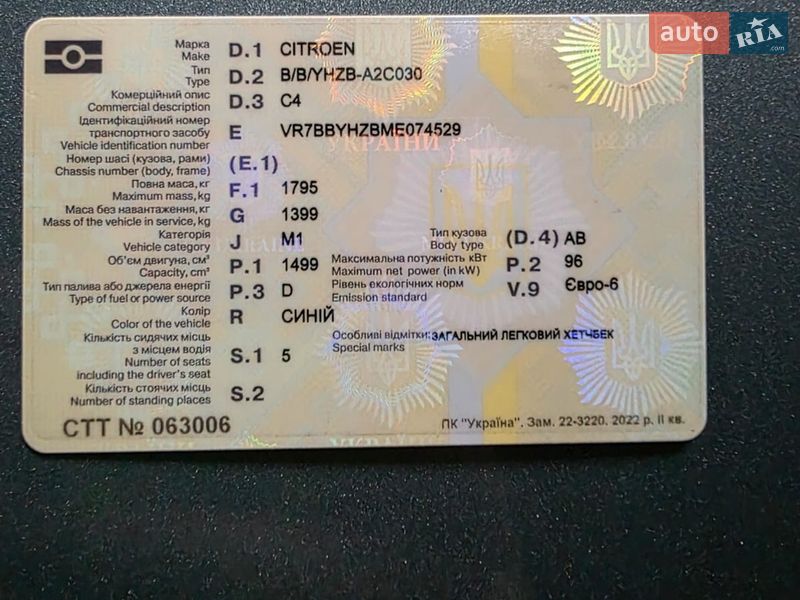 auto RIA.com
Марка D.1 CITROEN
Make
Тип D.2 B/B/YHZB-A2C030
Type
Комерційний опис D.3 C4
Commercial description
Ідентифікаційний номер
транспортного засобу E VR7BBYHZBME074529
Vehicle identification number
УКРАЇНИ
Номер шасі (кузова, рами) (E.1)
Chassis number (body, frame)
Повна маса, кг F.1 1795
Maximum mass, kg
Маса без навантаження, кг G 1399
Mass of the vehicle in service, kg
Категорія J M1 Тип кузова (D.4) АВ
Vehicle category Body type
Об'єм двигуна, см³ P.1 1499 Максимальна потужність кВт P.2 96
Capacity, cm³ Maximum net power (in kW)
Тип палива або джерела енергії P.3 D Рівень екологічних норм V.9 Євро-6
Type of fuel or power source Emission standard
Колір R СИНІЙ
Color of the vehicle
Кількість сидячих місць Особливі відмітки: ЗАГАЛЬНИЙ ЛЕГКОВИЙ ХЕТЧБЕК
з місцем водія S.1 5 Special marks
Number of seats
including the driver's seat
Кількість стоячих місць S.2
Number of standing places
СТТ № 063006 ПК "Україна". Зам. 22-3220. 2022 р. II кв.